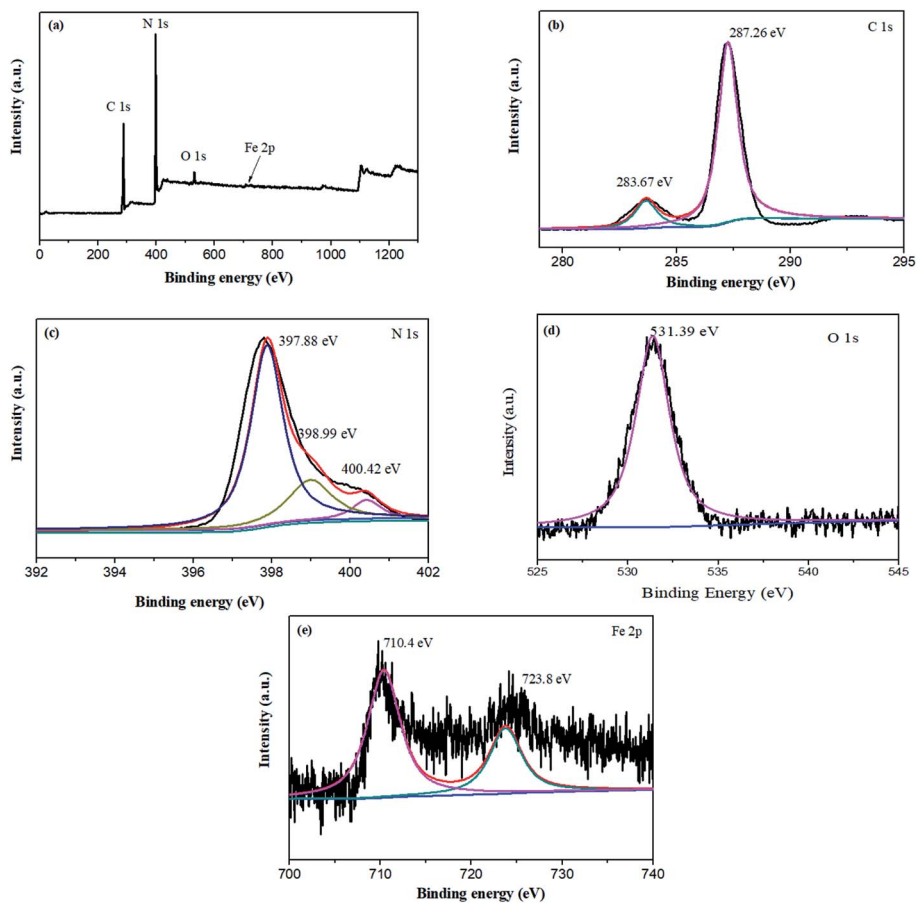 (a)
N 1s
C 1s
O 1s
Fe 2p
Intensity (a.u.)
0 200 400 600 800 1000 1200
Binding energy (eV)
(b)
287.26 eV
C 1s
283.67 eV
Intensity (a.u.)
280 285 290 295
Binding energy (eV)
(c)
N 1s
397.88 eV
398.99 eV
400.42 eV
Intensity (a.u.)
392 394 396 398 400 402
Binding energy (eV)
(d)
531.39 eV
O 1s
Intensity (a.u.)
525 530 535 540 545
Binding Energy (eV)
(e)
Fe 2p
710.4 eV
723.8 eV
Intensity (a.u.)
700 710 720 730 740
Binding energy (eV)